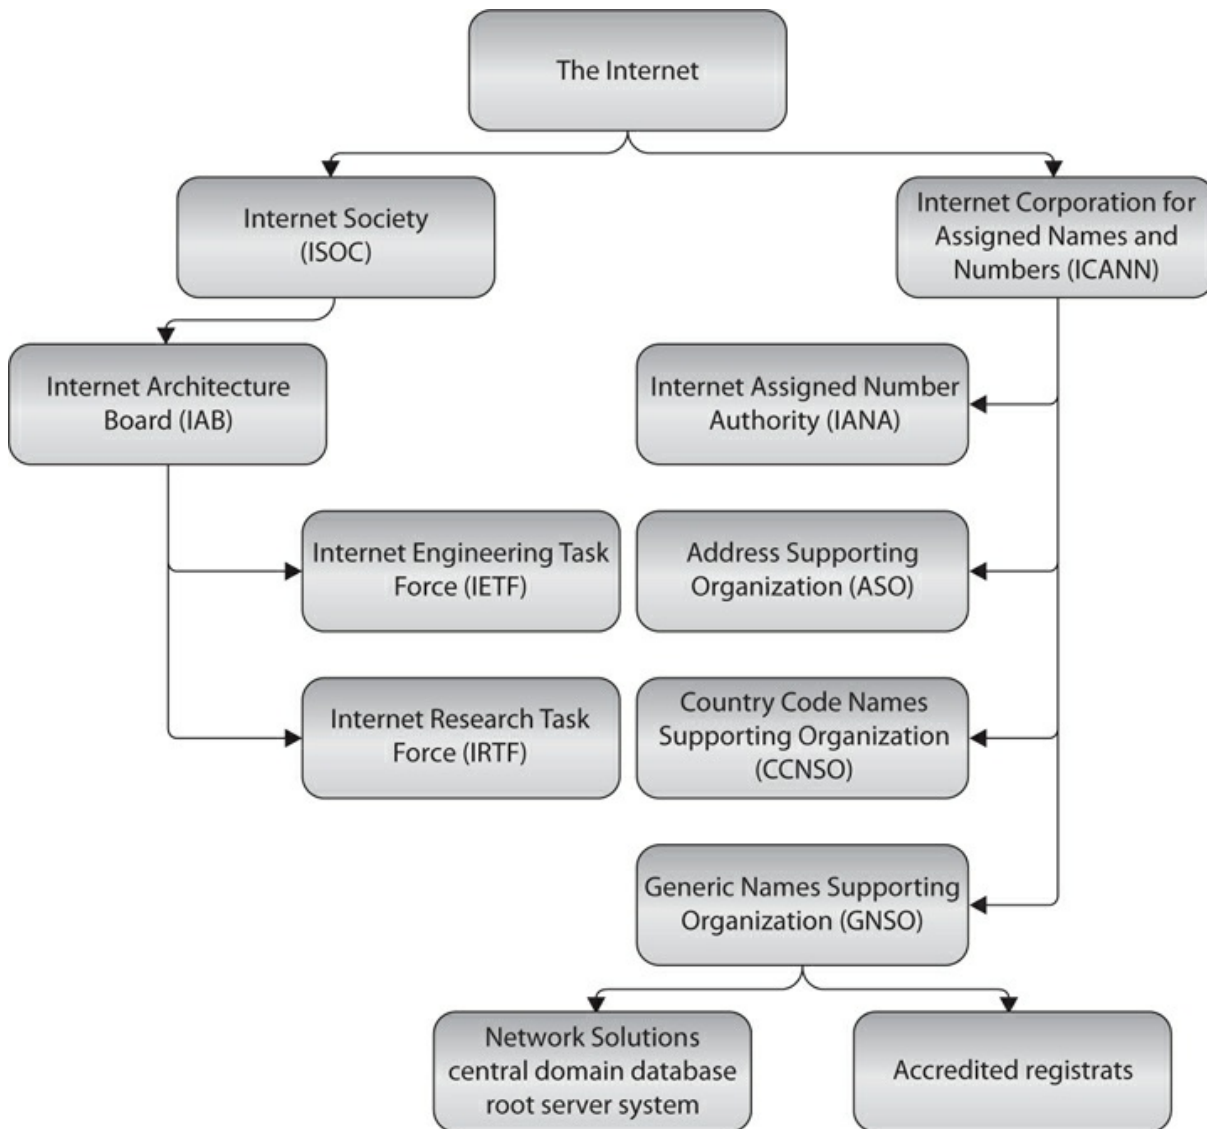 The Internet
Internet Society
(ISOC)
Internet Corporation for
Assigned Names and
Numbers (ICANN)
Internet Architecture
Board (IAB)
Internet Assigned Number
Authority (IANA)
Internet Engineering Task
Force (IETF)
Address Supporting
Organization (ASO)
Internet Research Task
Force (IRTF)
Country Code Names
Supporting Organization
(CCNSO)
Generic Names Supporting
Organization (GNSO)
Network Solutions
central domain database
root server system
Accredited registrats